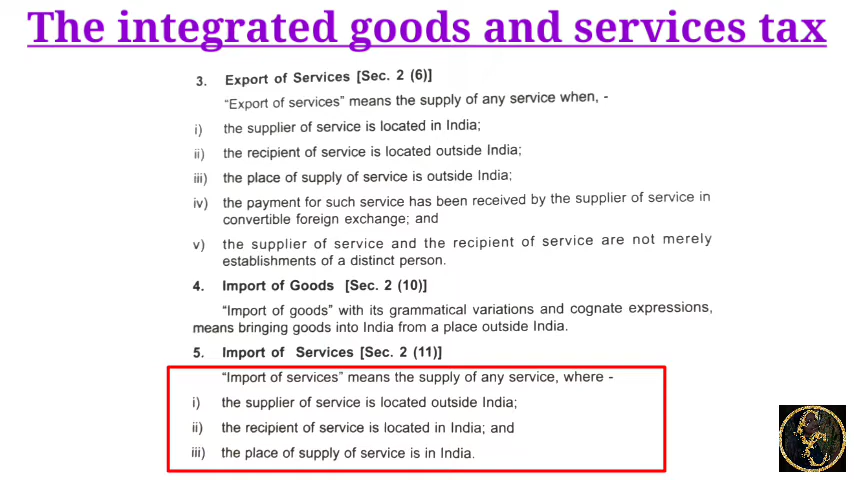 The integrated goods and services tax
3. Export of Services [Sec. 2 (6)]
“Export of services” means the supply of any service when, -
i) the supplier of service is located in India;
ii) the recipient of service is located outside India;
iii) the place of supply of service is outside India;
iv) the payment for such service has been received by the supplier of service in
convertible foreign exchange; and
v) the supplier of service and the recipient of service are not merely
establishments of a distinct person.
4. Import of Goods [Sec. 2 (10)]
“Import of goods” with its grammatical variations and cognate expressions,
means bringing goods into India from a place outside India.
5. Import of Services [Sec. 2 (11)]
“Import of services” means the supply of any service, where -
i) the supplier of service is located outside India;
ii) the recipient of service is located in India; and
iii) the place of supply of service is in India.